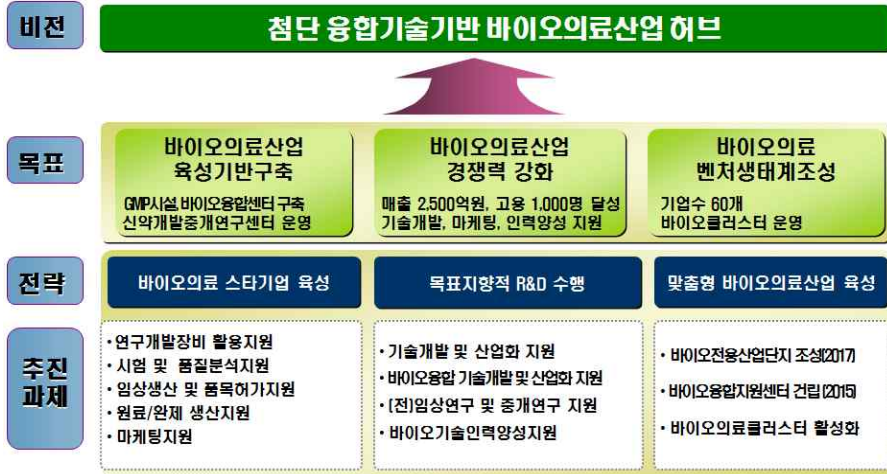 비전
첨단 융합기술기반 바이오의료산업 허브
목표
바이오의료산업
육성기반구축
GMP시설, 바이오융합센터 구축
신약개발중개연구센터 운영
바이오의료산업
경쟁력 강화
매출 2,500억원, 고용 1,000명 달성
기술개발, 마케팅, 인력양성 지원
바이오의료
벤처생태계조성
기업수 60개
바이오클러스터 운영
전략
바이오의료 스타기업 육성
목표지향적 R&D 수행
맞춤형 바이오의료산업 육성
추진
과제
• 연구개발장비 활용지원
• 시험 및 품질분석지원
• 임상생산 및 품목허가지원
• 원료/완제 생산지원
• 마케팅지원
• 기술개발 및 산업화 지원
• 바이오융합 기술개발 및 산업화 지원
• (전)임상연구 및 중개연구 지원
• 바이오기술인력양성지원
• 바이오전용산업단지 조성(2017)
• 바이오융합지원센터 건립(2015)
• 바이오의료클러스터 활성화